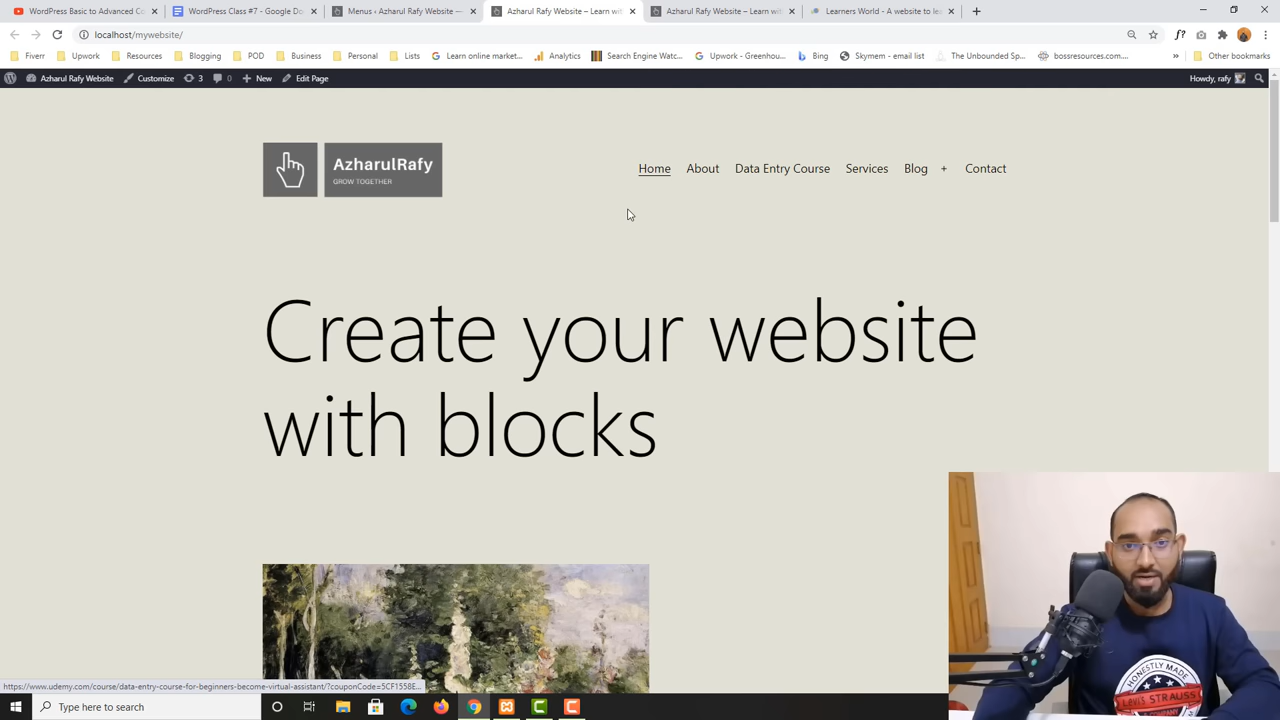 WordPress Basic to Advanced Co
WordPress Class #7 - Google Do
Menus ‹ Azharul Rafy Website —
Azharul Rafy Website – Learn wit
Azharul Rafy Website – Learn wit
Learners World - A website to le
localhost/mywebsite/
Fiverr
Upwork
Resources
Blogging
POD
Business
Personal
Lists
Learn online market...
Analytics
Search Engine Watc...
Upwork - Greenhou...
Bing
Skymem - email list
The Unbounded Sp...
bossresources.com....
Other bookmarks
Azharul Rafy Website
Customize
3
0
New
Edit Page
Howdy, rafy
AzharulRafy
GROW TOGETHER
Home
About
Data Entry Course
Services
Blog +
Contact
Create your website
with blocks
HONESTLY MADE
LEVI STRAUSS
https://www.udemy.com/course/data-entry-course-for-beginners-become-virtual-assistant/?couponCode=5CF1558E...
Type here to search